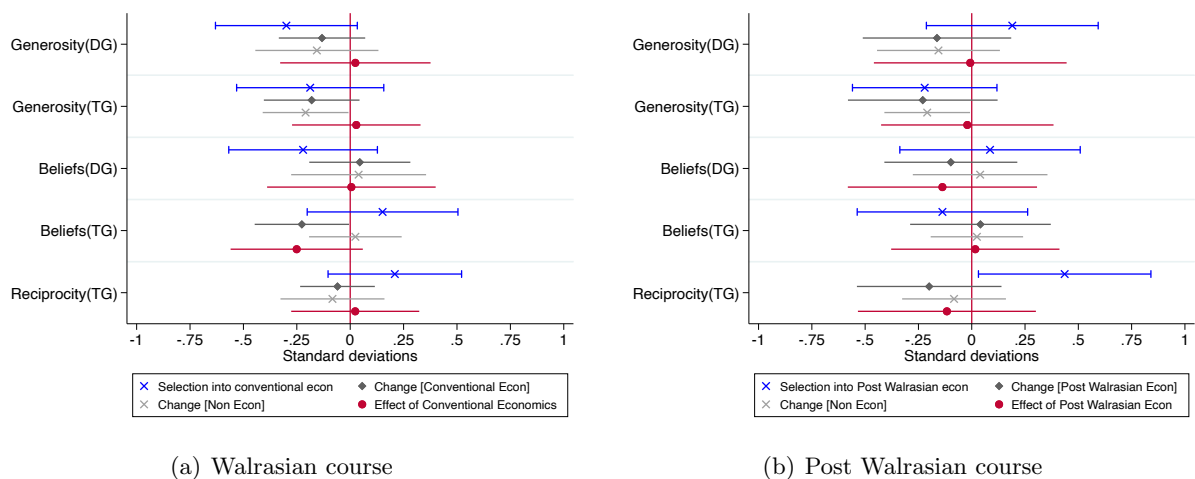 Generosity(DG)
Generosity(TG)
Beliefs(DG)
Beliefs(TG)
Reciprocity(TG)
-1 -.75 -.5 -.25 0 .25 .5 .75 1
Standard deviations
Selection into conventional econ Change [Conventional Econ]
Change [Non Econ] Effect of Conventional Economics
(a) Walrasian course
Generosity(DG)
Generosity(TG)
Beliefs(DG)
Beliefs(TG)
Reciprocity(TG)
-1 -.75 -.5 -.25 0 .25 .5 .75 1
Standard deviations
Selection into Post Walrasian econ Change [Post Walrasian Econ]
Change [Non Econ] Effect of Post Walrasian Econ
(b) Post Walrasian course